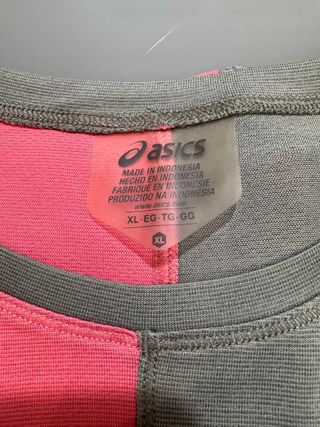 asics
MADE IN INDONESIA
HECHO EN INDONESIA
FABRIQUÉ EN INDONESIE
PRODUZIDO NA INDONÉSIA
www.asics.com
XL·EG·TG·GG
XL